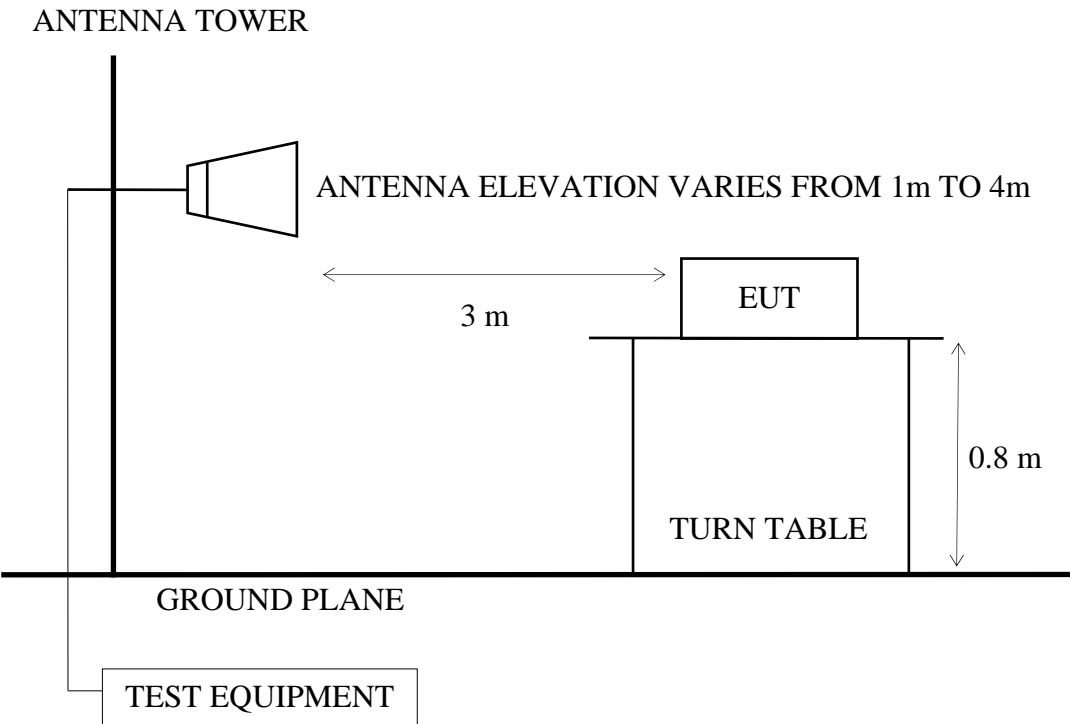 ANTENNA TOWER
ANTENNA ELEVATION VARIES FROM 1m TO 4m
EUT
3 m
0.8 m
TURN TABLE
GROUND PLANE
TEST EQUIPMENT